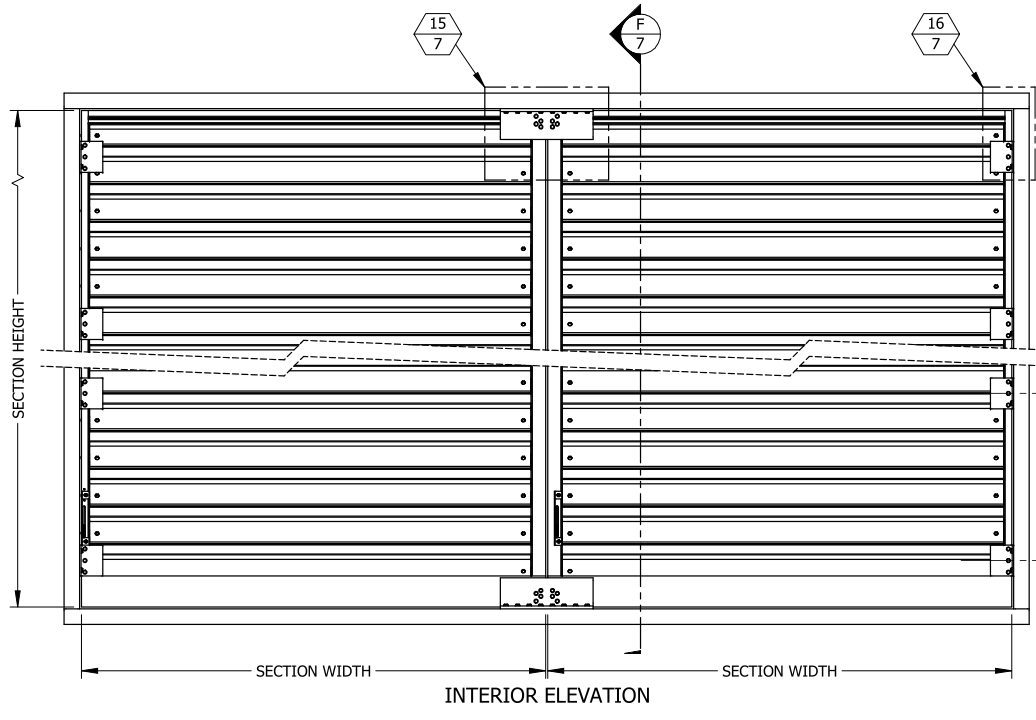 15
7
F
7
16
7
SECTION HEIGHT
SECTION WIDTH
SECTION WIDTH
INTERIOR ELEVATION